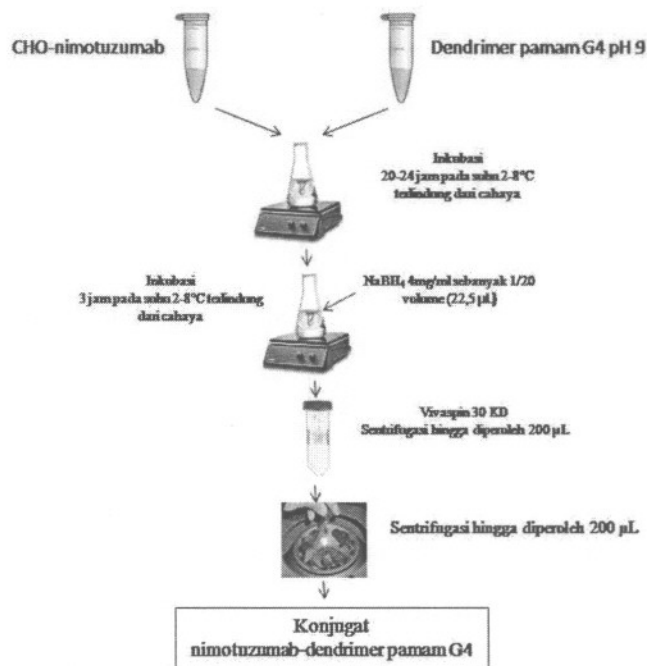 CHO-nimotuzumab
Dendrimer pamam G4 pH 9
Inkubasi
20-24 jam pada suhu 2-8°C
terlindung dari cahaya
Inkubasi
3 jam pada suhu 2-8°C terlindung
dari cahaya
NaBH₄ 4mg/ml sebanyak 1/20
volume (22,5 µL)
Vivaspin 30 KD
Sentrifugasi hingga diperoleh 200 µL
Sentrifugasi hingga diperoleh 200 µL
Konjugat
nimotuzumab-dendrimer pamam G4